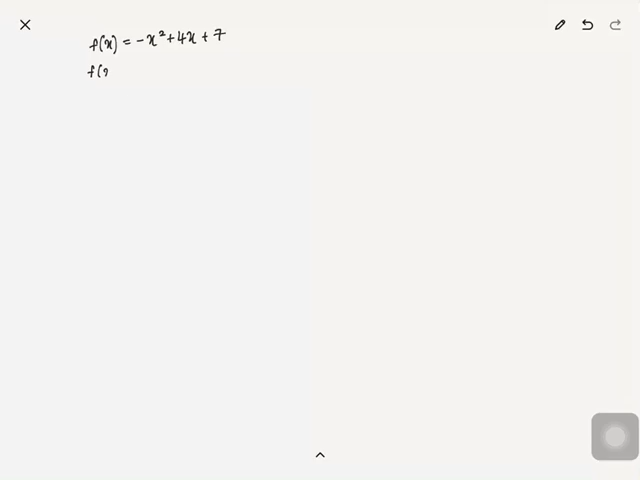 f(x) = -x² + 4x + 7
f(